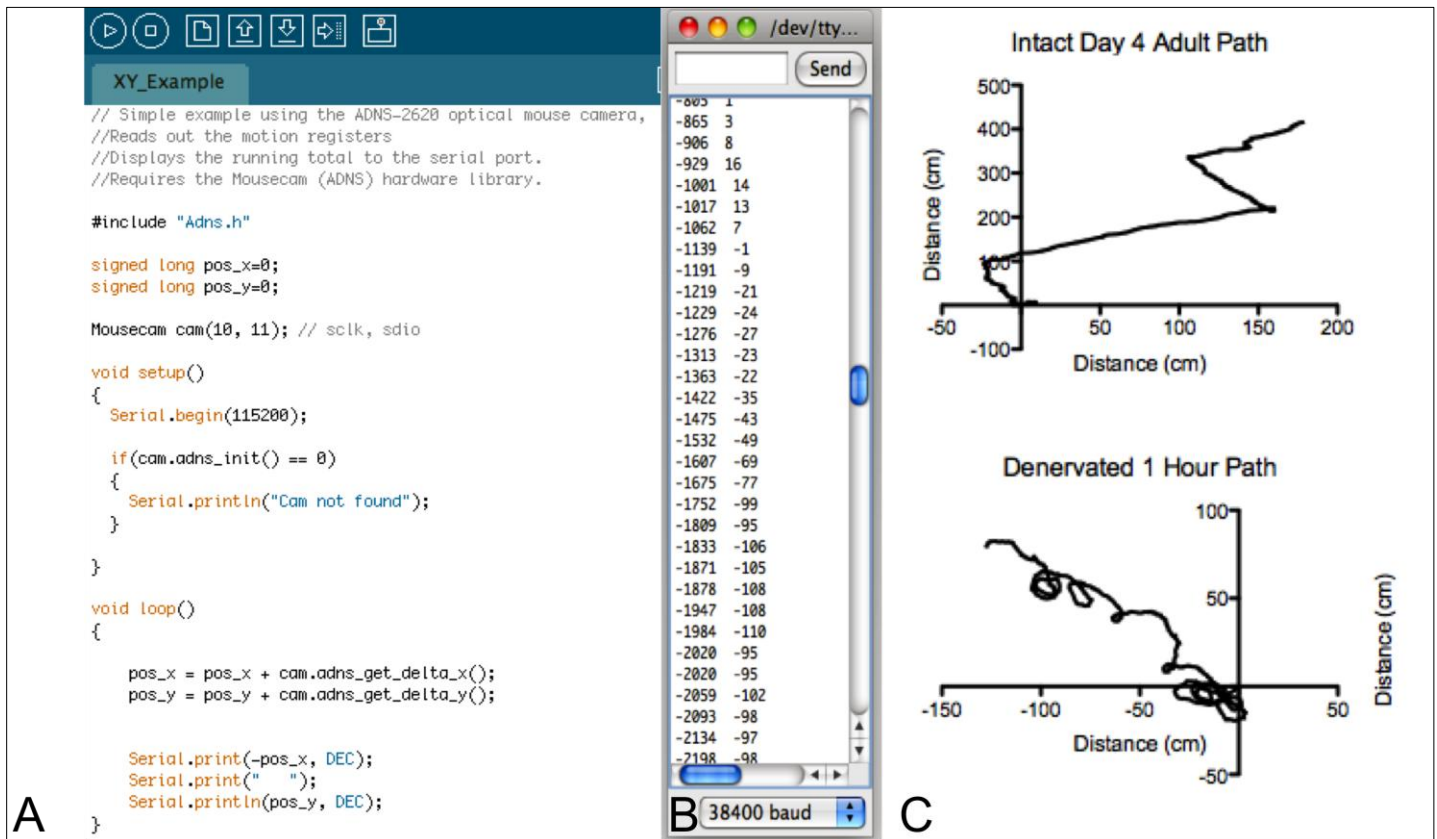 XY_Example
// Simple example using the ADNS-2620 optical mouse camera,
//Reads out the motion registers
//Displays the running total to the serial port.
//Requires the Mousecam (ADNS) hardware library.
#include "Adns.h"
signed long pos_x=0;
signed long pos_y=0;
Mousecam cam(10, 11); // sclk, sdio
void setup()
{
Serial.begin(115200);
if(cam.adns_init() == 0)
{
Serial.println("Cam not found");
}
}
void loop()
{
pos_x = pos_x + cam.adns_get_delta_x();
pos_y = pos_y + cam.adns_get_delta_y();
Serial.print(-pos_x, DEC);
Serial.print("   ");
Serial.println(pos_y, DEC);
}
A
/dev/tty...
Send
-805 1
-865 3
-906 8
-929 16
-1001 14
-1017 13
-1062 7
-1139 -1
-1191 -9
-1219 -21
-1229 -24
-1276 -27
-1313 -23
-1363 -22
-1422 -35
-1475 -43
-1532 -49
-1607 -69
-1675 -77
-1752 -99
-1809 -95
-1833 -106
-1871 -105
-1878 -108
-1947 -108
-1984 -110
-2020 -95
-2020 -95
-2059 -102
-2093 -98
-2134 -97
-2198 -98
B
38400 baud
Intact Day 4 Adult Path
500
400
300
200
100
-100
-50
50
100
150
200
Distance (cm)
Distance (cm)
Denervated 1 Hour Path
100
50
-50
-150
-100
-50
50
Distance (cm)
Distance (cm)
C